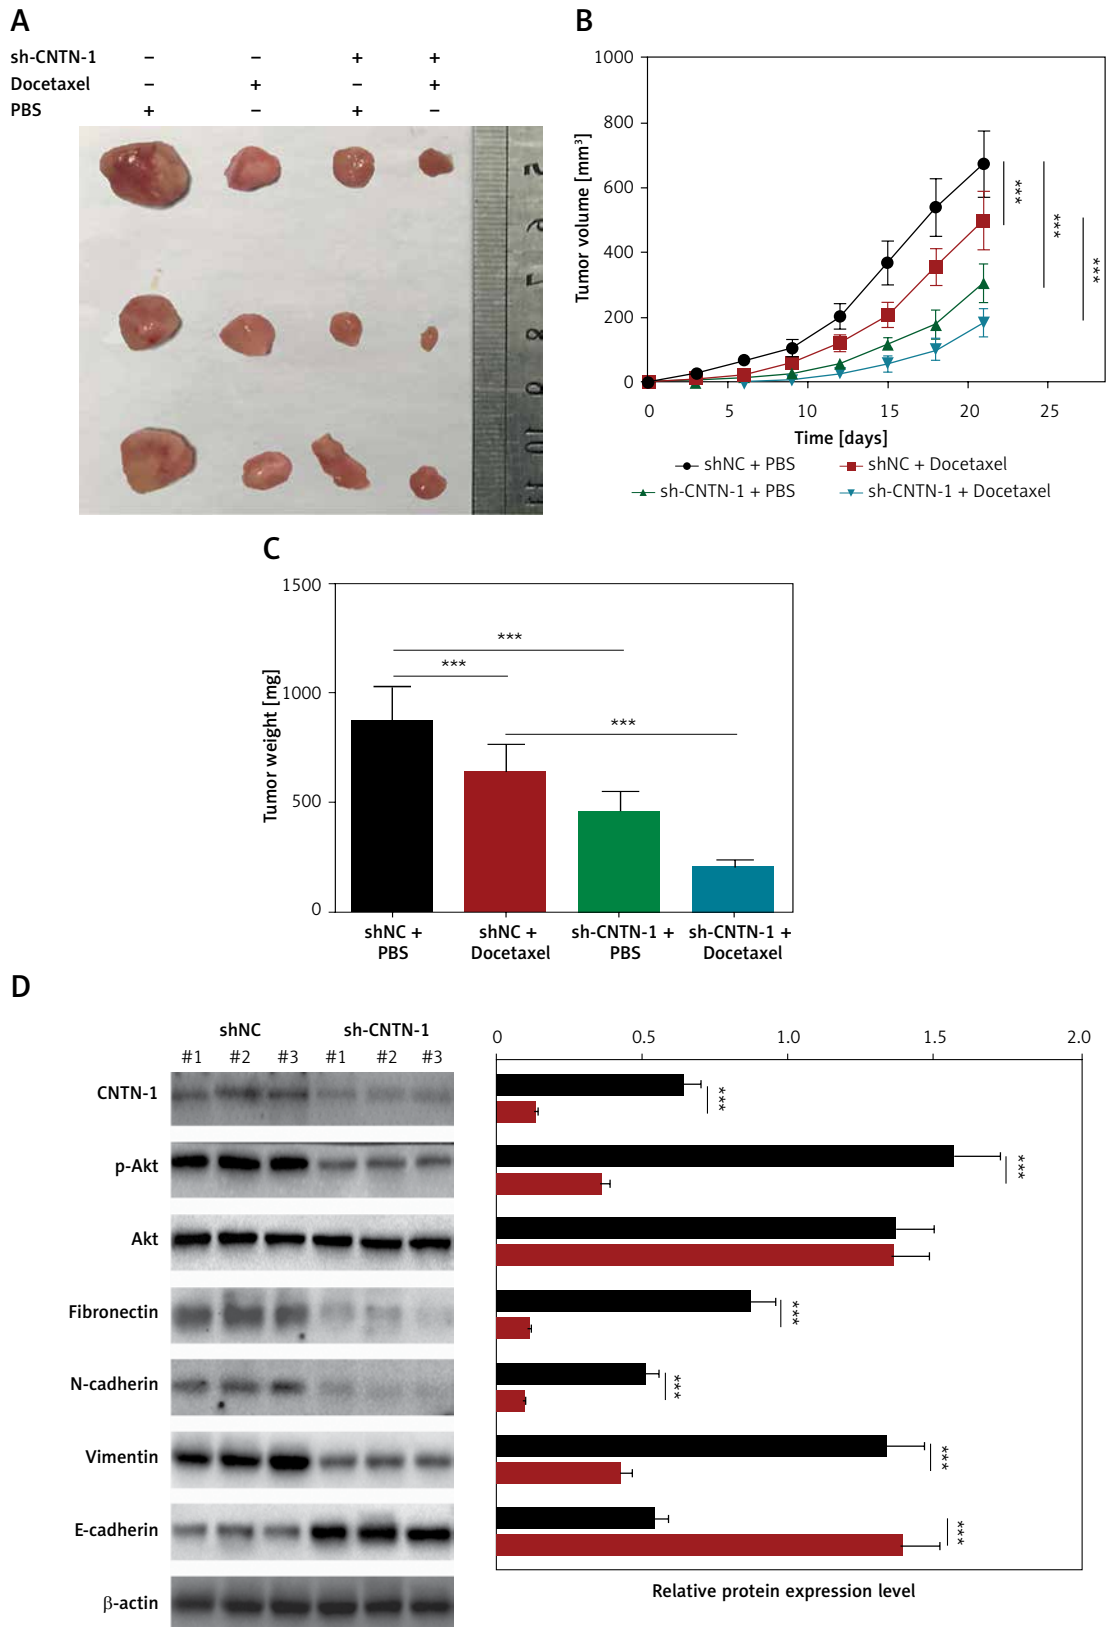 A
sh-CNTN-1 – – + +
Docetaxel – + – +
PBS + – + –
B
1000
800
600
400
200
0
Tumor volume [mm³]
***
***
***
0 5 10 15 20 25
Time [days]
shNC + PBS shNC + Docetaxel
sh-CNTN-1 + PBS sh-CNTN-1 + Docetaxel
C
1500
1000
500
0
Tumor weight [mg]
***
***
***
shNC + PBS
shNC + Docetaxel
sh-CNTN-1 + PBS
sh-CNTN-1 + Docetaxel
D
shNC sh-CNTN-1
#1 #2 #3 #1 #2 #3
0 0.5 1.0 1.5 2.0
CNTN-1
***
p-Akt
***
Akt
Fibronectin
***
N-cadherin
***
Vimentin
***
E-cadherin
***
β-actin
Relative protein expression level